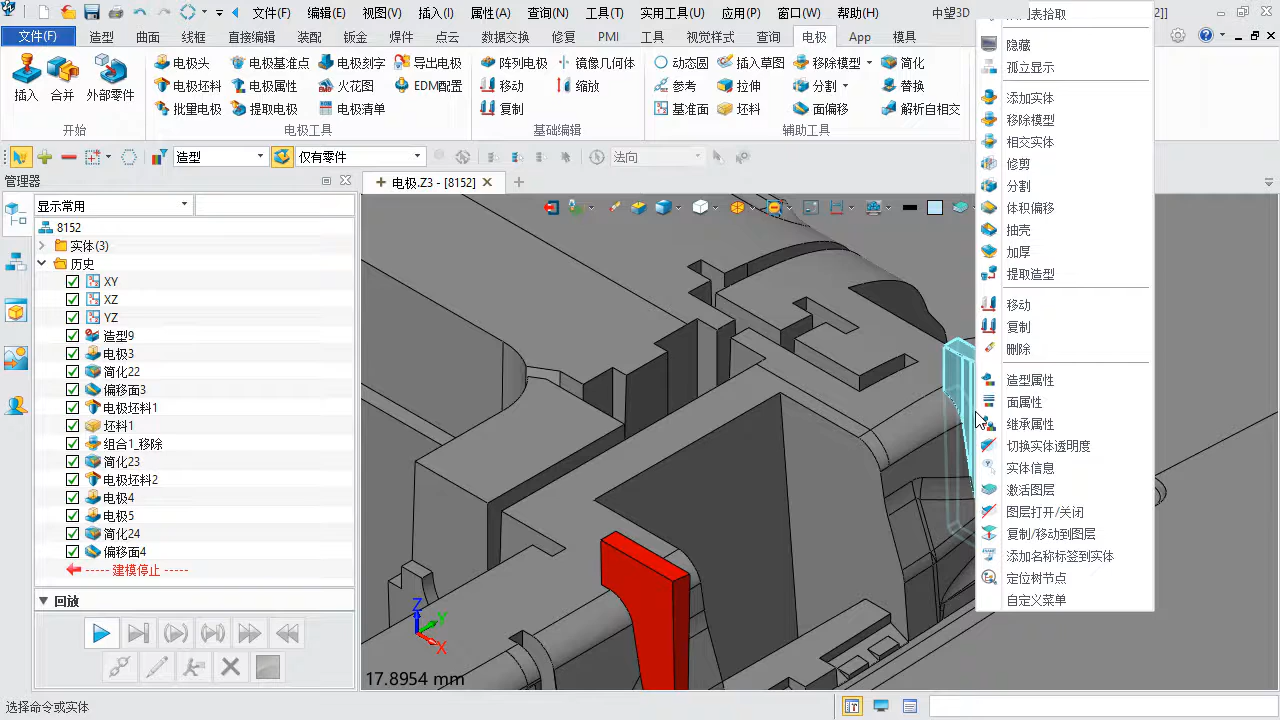 文件(F) 编辑(E) 视图(V) 插入(I) 属性(T) 查询(N) 工具(T) 实用工具(U) 应用(P) 窗口(W) 帮助(H) 中望3D
文件(F) 造型 曲面 线框 直接编辑 装配 钣金 焊件 点云 数据交换 修复 PMI 工具 视觉样式 查询 电极 App 模具
插入 合并 外部零件
开始
电极头 电极刻字 导出电极
电极坯料 电极属性 火花图 EDM配置
批量电极 提取电极 电极清单
电极工具
阵列电极 镜像几何体
移动 缩放
复制
基础编辑
动态圆 插入草图 移除模型 简化
参考 拉伸 分割 替换
基准面 坯料 面偏移 解析自相交
辅助工具
造型 仅有零件 法向
管理器
电极.Z3 - [8152]
显示常用
8152
实体(3)
历史
XY
XZ
YZ
造型9
电极3
简化22
偏移面3
电极坯料1
坯料1
组合1_移除
简化23
电极坯料2
电极4
电极5
简化24
偏移面4
----- 建模停止 -----
回放
Z
Y
X
17.8954 mm
表拾取
隐藏
孤立显示
添加实体
移除模型
相交实体
修剪
分割
体积偏移
抽壳
加厚
提取造型
移动
复制
删除
造型属性
面属性
继承属性
切换实体透明度
实体信息
激活图层
图层打开/关闭
复制/移动到图层
添加名称标签到实体
定位树节点
自定义菜单
选择命令或实体